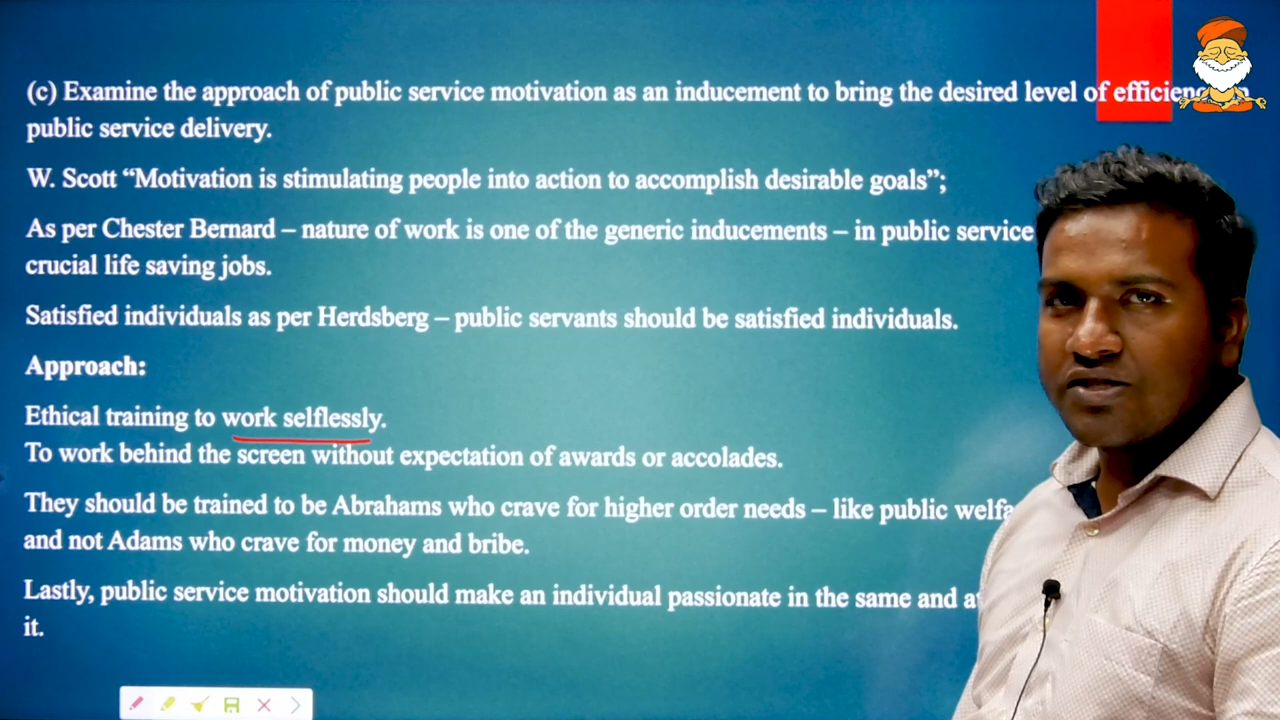 (c) Examine the approach of public service motivation as an inducement to bring the desired level of
public service delivery.
W. Scott “Motivation is stimulating people into action to accomplish desirable goals”;
As per Chester Bernard – nature of work is one of the generic inducements – in public service
crucial life saving jobs.
Satisfied individuals as per Herdsberg – public servants should be satisfied individuals.
Approach:
Ethical training to work selflessly.
To work behind the screen without expectation of awards or accolades.
They should be trained to be Abrahams who crave for higher order needs – like public
and not Adams who crave for money and bribe.
Lastly, public service motivation should make an individual passionate in the same and
it.